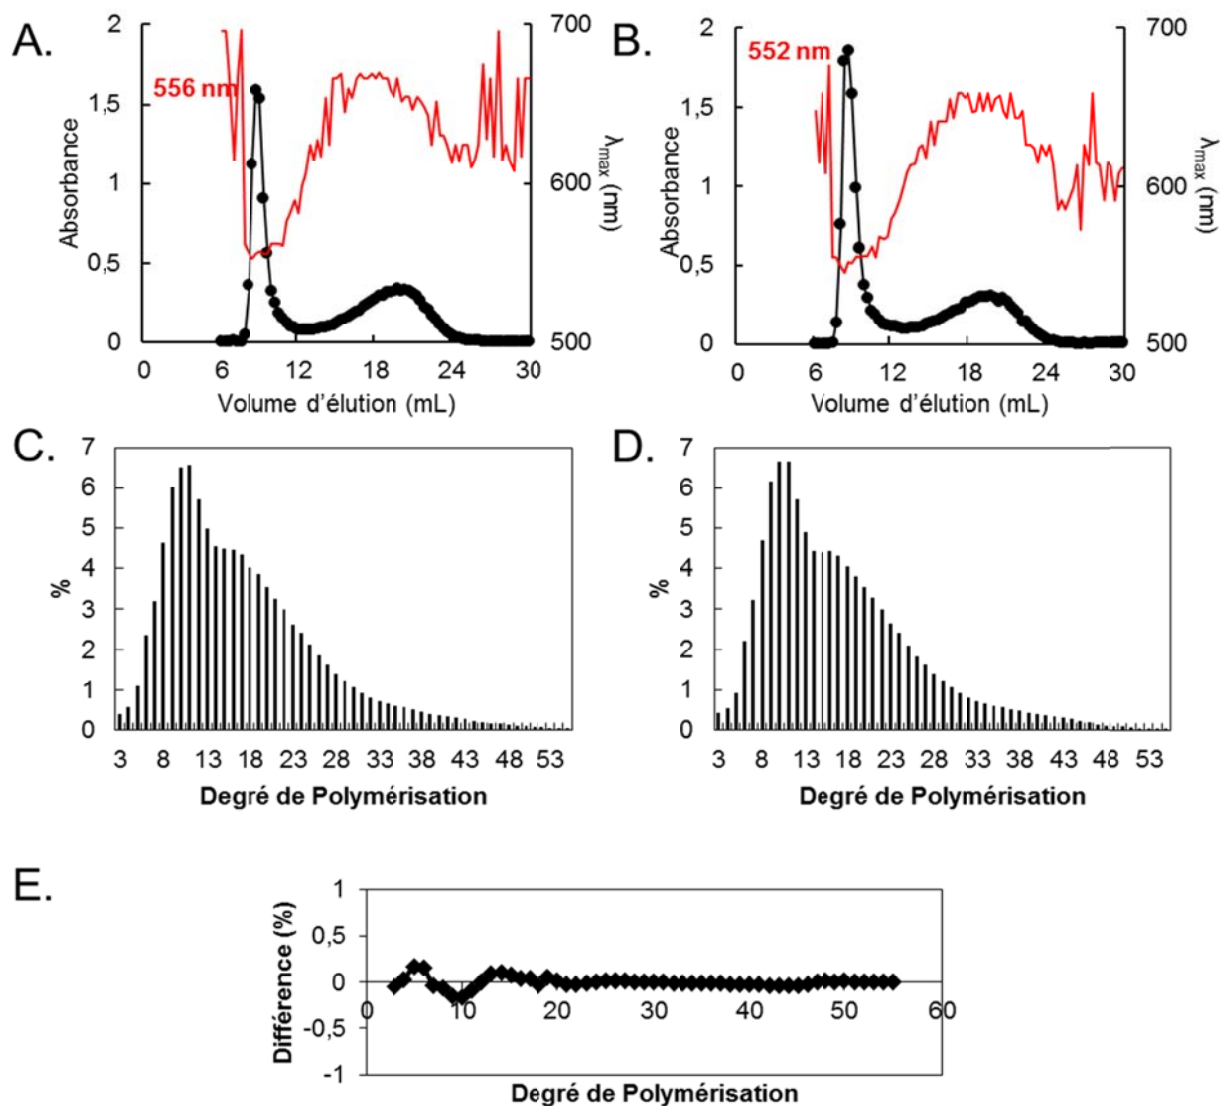 A.
2
1,5
1
0,5
0
Absorbance
556 nm
700
600
500
λmax (nm)
0 6 12 18 24 30
Volume d'élution (mL)
B.
2
1,5
1
0,5
0
Absorbance
552 nm
700
600
500
λmax (nm)
0 6 12 18 24 30
Volume d'élution (mL)
C.
7
6
5
4
3
2
1
0
%
3 8 13 18 23 28 33 38 43 48 53
Degré de Polymérisation
D.
7
6
5
4
3
2
1
0
%
3 8 13 18 23 28 33 38 43 48 53
Degré de Polymérisation
E.
1
0,5
0
-0,5
-1
Différence (%)
0 10 20 30 40 50 60
Degré de Polymérisation